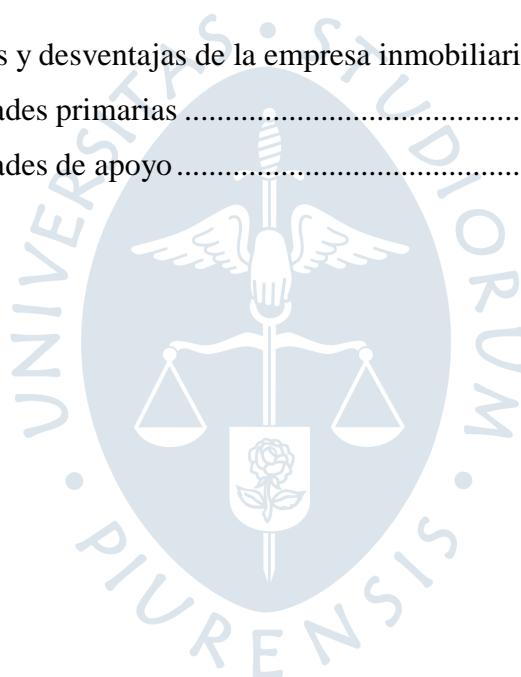 s y desventajas de la empresa inmobiliari
ades primarias ..........................................
ades de apoyo ...........................................
UNIVERSITAS • STUDIORUM • PIURENSIS